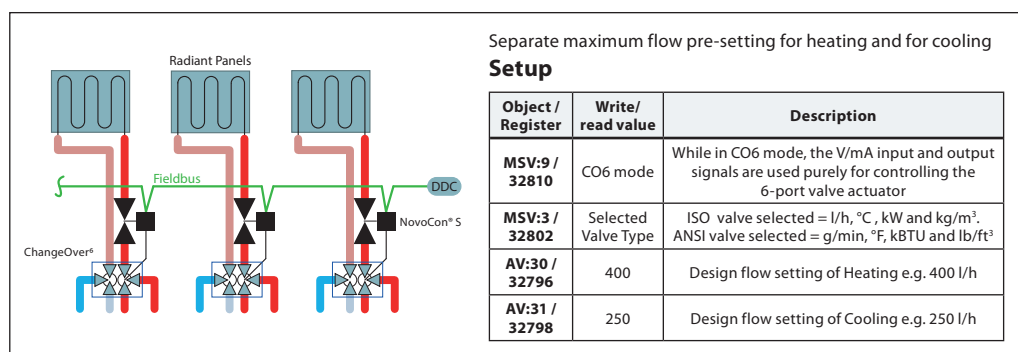 Radiant Panels
Fieldbus
DDC
NovoCon® S
ChangeOver⁶
Separate maximum flow pre-setting for heating and for cooling
Setup
Object /
Register
Write/
read value
Description
MSV:9 /
32810
CO6 mode
While in CO6 mode, the V/mA input and output
signals are used purely for controlling the
6-port valve actuator
MSV:3 /
32802
Selected
Valve Type
ISO valve selected = l/h, °C , kW and kg/m³.
ANSI valve selected = g/min, °F, kBTU and lb/ft³
AV:30 /
32796
400
Design flow setting of Heating e.g. 400 l/h
AV:31 /
32798
250
Design flow setting of Cooling e.g. 250 l/h